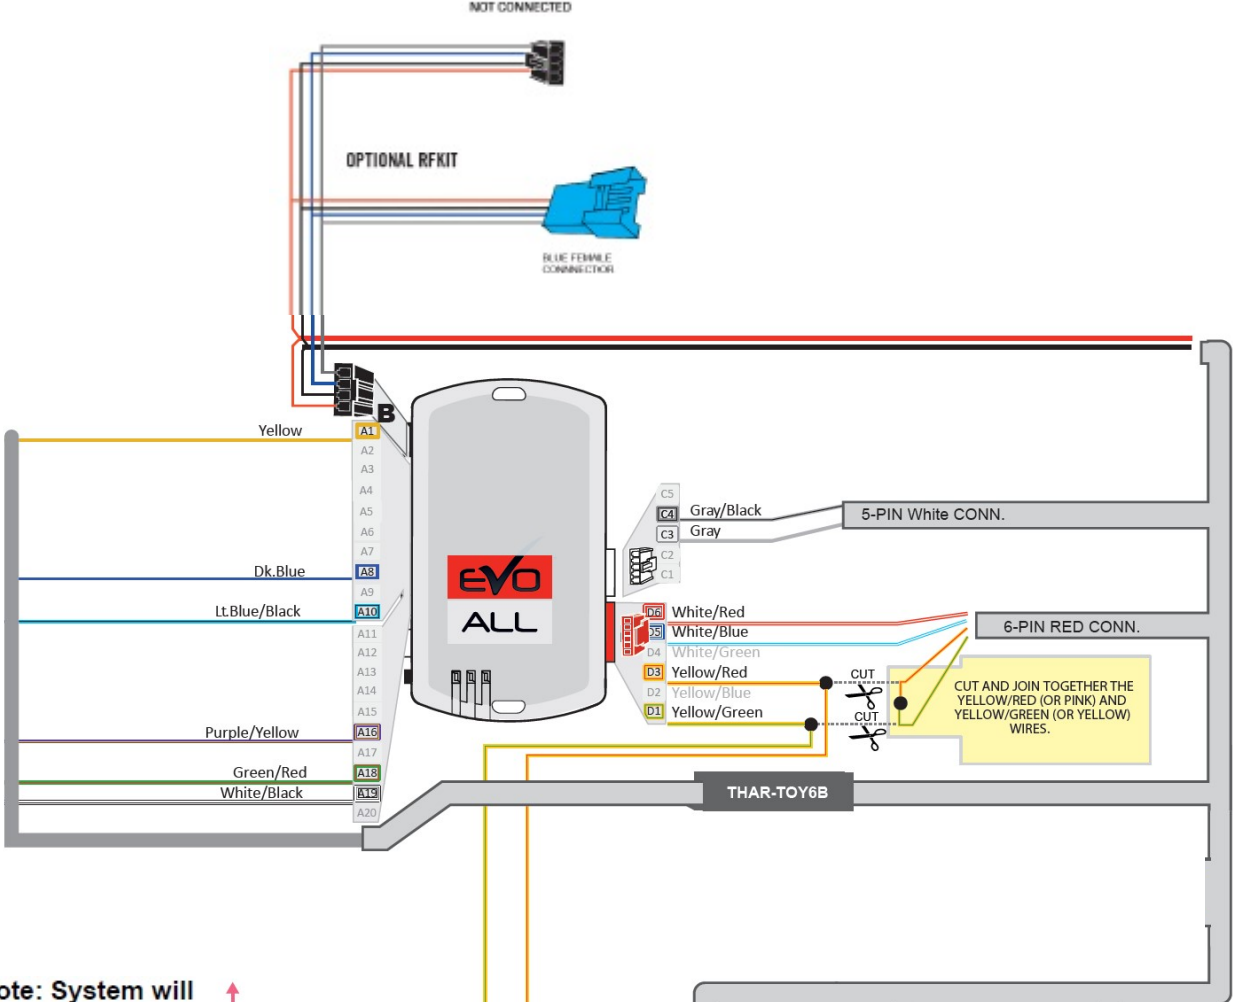 NOT CONNECTED
OPTIONAL RFKIT
BLUE FEMALE
CONNNECTIOR
B
Yellow
A1
A2
A3
A4
A5
A6
A7
Dk.Blue
A8
A9
Lt.Blue/Black
A10
A11
A12
A13
A14
A15
Purple/Yellow
A16
A17
Green/Red
A18
White/Black
A19
A20
EVO
ALL
C5
C4
Gray/Black
C3
Gray
C2
C1
5-PIN White CONN.
D6
White/Red
D5
White/Blue
D4
White/Green
D3
Yellow/Red
D2
Yellow/Blue
D1
Yellow/Green
6-PIN RED CONN.
CUT
CUT
CUT AND JOIN TOGETHER THE
YELLOW/RED (OR PINK) AND
YELLOW/GREEN (OR YELLOW)
WIRES.
THAR-TOY6B
ote: System will